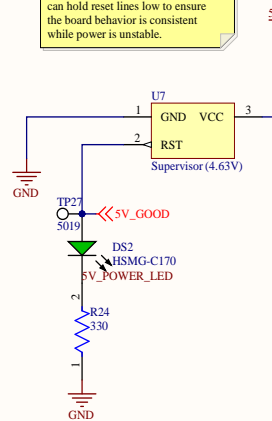 can hold reset lines low to ensure
the board behavior is consistent
while power is unstable.
U7
1 GND VCC 3
2 RST
Supervisor (4.63V)
GND
TP27
5V_GOOD
5019
DS2
HSMG-C170
5V_POWER_LED
2
R24
330
1
GND